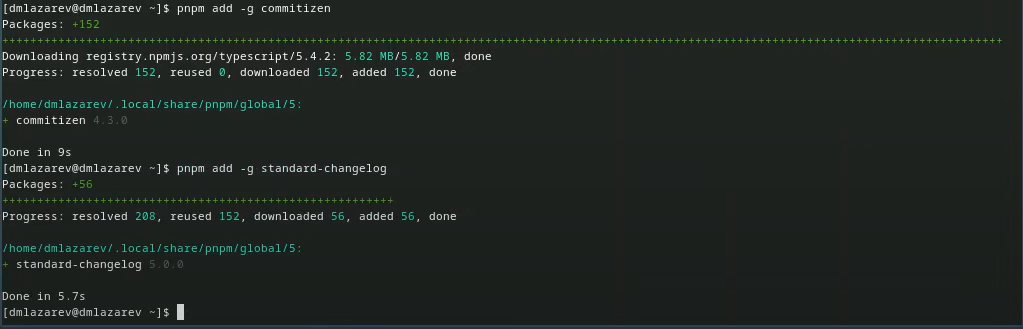 [dmlazarev@dmlazarev ~]$ pnpm add -g commitizen
Packages: +152
++++++++++++++++++++++++++++++++++++++++++++++++++++++++++++++++++++++++++++++++++++++++++++++++++++++++++++++++++++++++++++++++++++++++++++++
Downloading registry.npmjs.org/typescript/5.4.2: 5.82 MB/5.82 MB, done
Progress: resolved 152, reused 0, downloaded 152, added 152, done
/home/dmlazarev/.local/share/pnpm/global/5:
+ commitizen 4.3.0
Done in 9s
[dmlazarev@dmlazarev ~]$ pnpm add -g standard-changelog
Packages: +56
++++++++++++++++++++++++++++++++++++++++++++++++++++++++
Progress: resolved 208, reused 152, downloaded 56, added 56, done
/home/dmlazarev/.local/share/pnpm/global/5:
+ standard-changelog 5.0.0
Done in 5.7s
[dmlazarev@dmlazarev ~]$